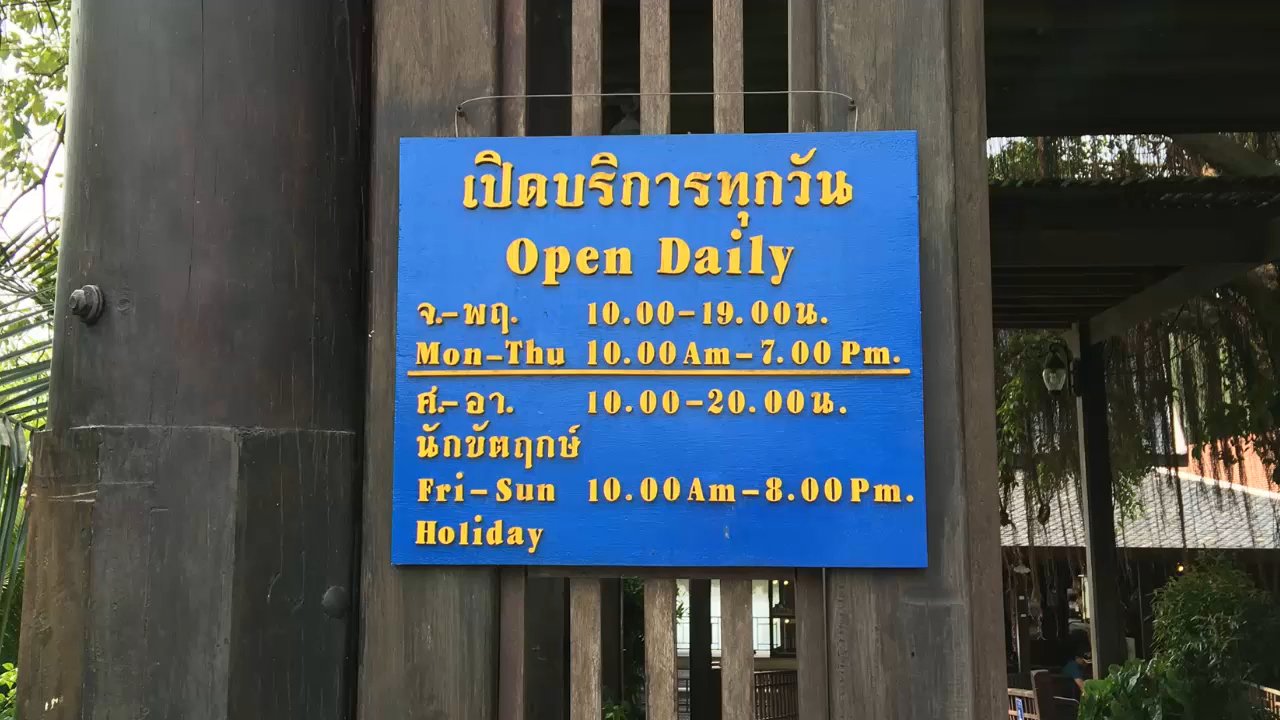 เปิดบริการทุกวัน
Open Daily
จ.-พฤ. 10.00-19.00น.
Mon-Thu 10.00Am-7.00 Pm.
ศ.-อา. 10.00-20.00น.
นักขัตฤกษ์
Fri-Sun 10.00Am-8.00Pm.
Holiday